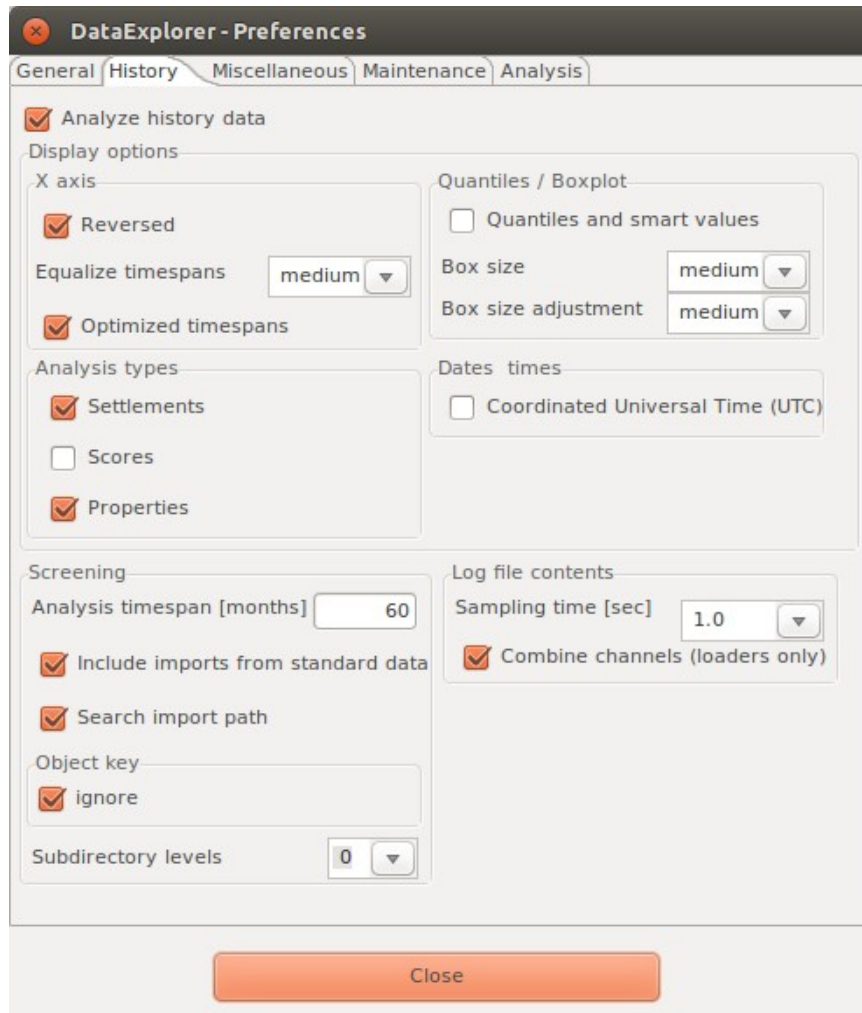 DataExplorer - Preferences
General History Miscellaneous Maintenance Analysis
Analyze history data
Display options
X axis
Reversed
Equalize timespans medium
Optimized timespans
Quantiles / Boxplot
Quantiles and smart values
Box size medium
Box size adjustment medium
Analysis types
Settlements
Scores
Properties
Dates times
Coordinated Universal Time (UTC)
Screening
Analysis timespan [months] 60
Include imports from standard data
Search import path
Object key
ignore
Subdirectory levels 0
Log file contents
Sampling time [sec] 1.0
Combine channels (loaders only)
Close